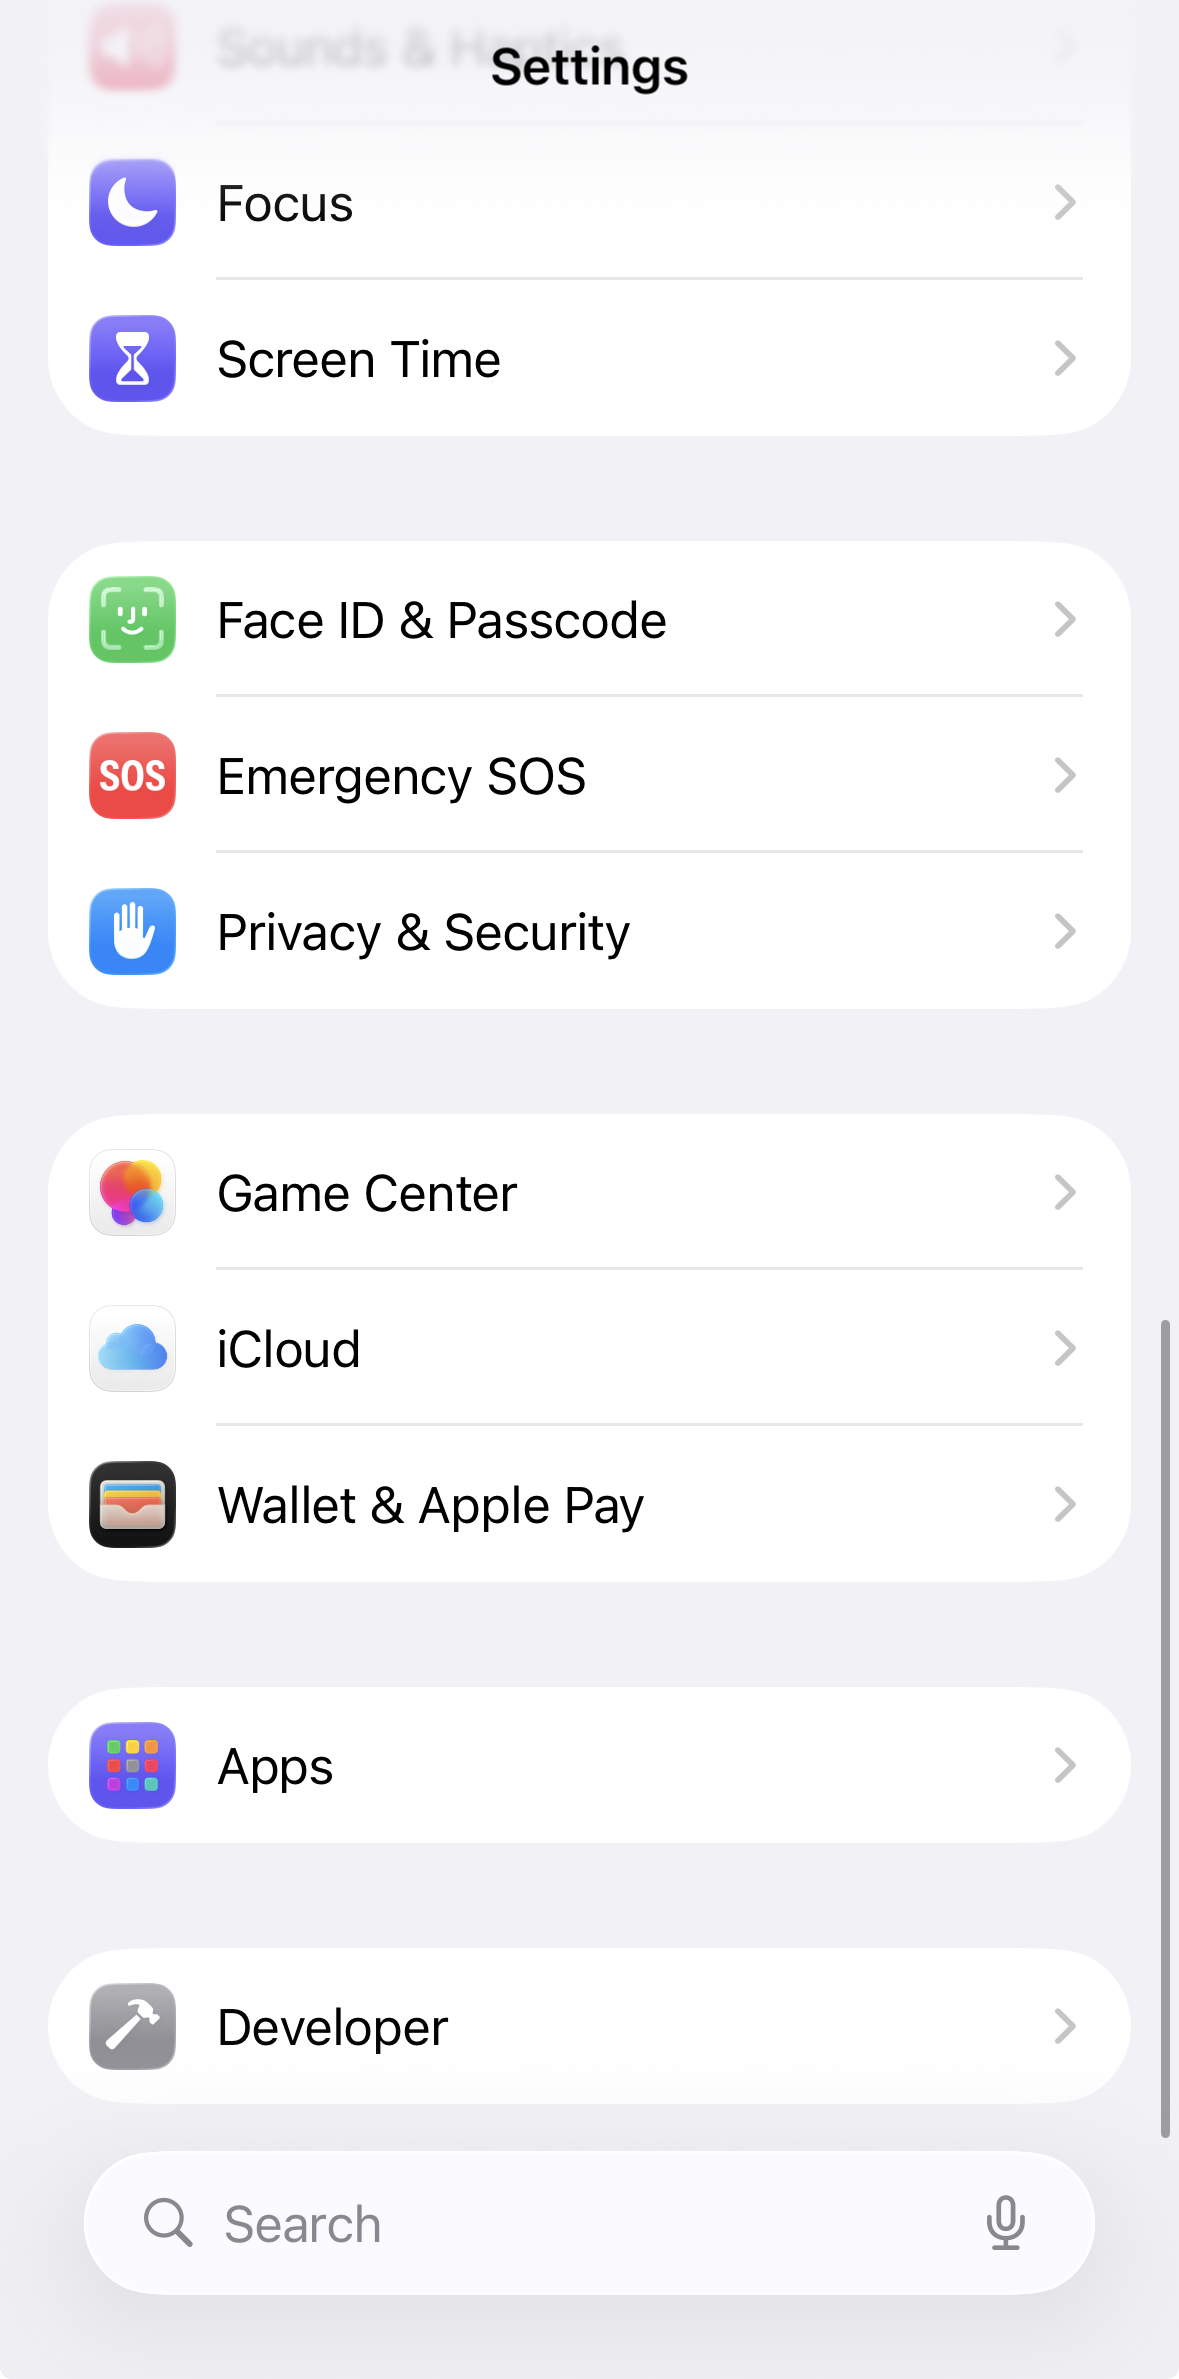 Sounds & Haptics
Settings
Focus
Screen Time
Face ID & Passcode
SOS
Emergency SOS
Privacy & Security
Game Center
iCloud
Wallet & Apple Pay
Apps
Developer
Search